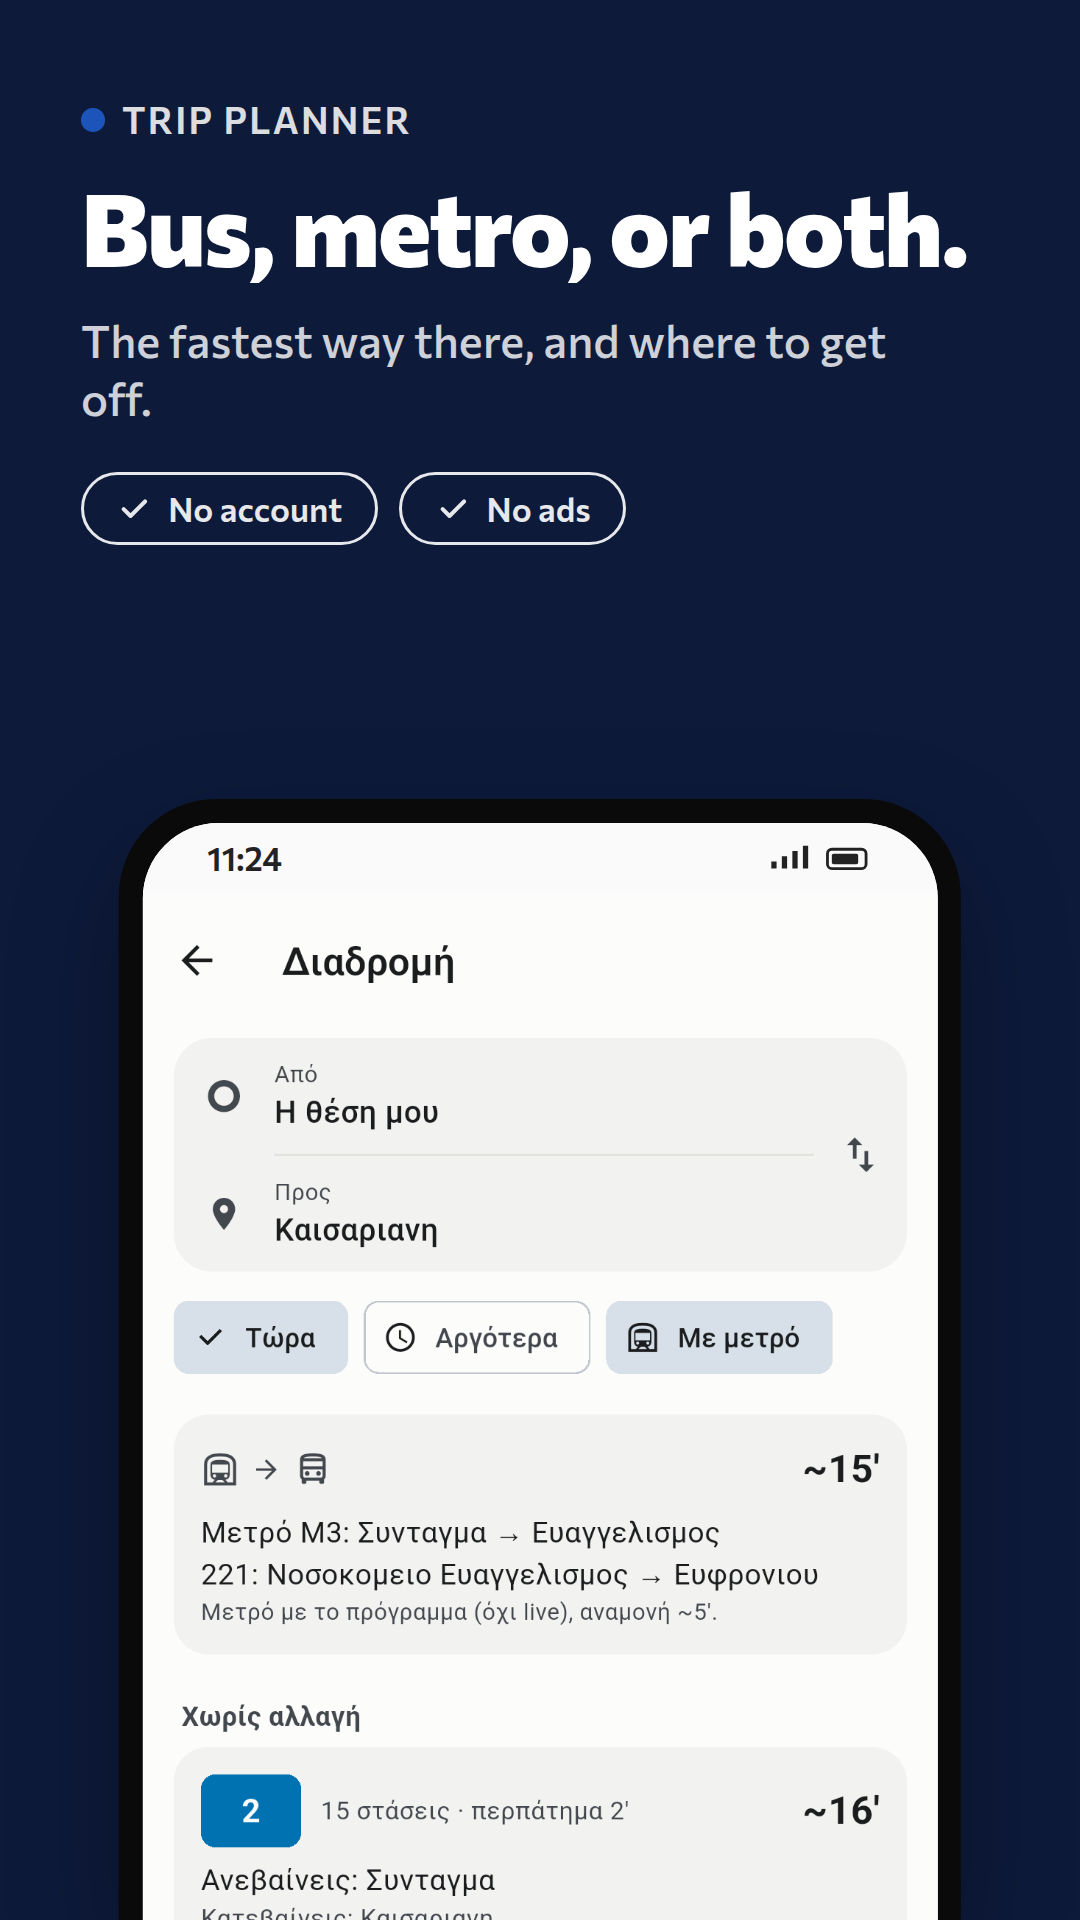 TRIP PLANNER
Bus, metro, or both.
The fastest way there, and where to get
off.
No account
No ads
11:24
Διαδρομή
Από
Η θέση μου
Προς
Καισαριανη
Τώρα
Αργότερα
Με μετρό
~15'
Μετρό M3: Συνταγμα → Ευαγγελισμος
221: Νοσοκομειο Ευαγγελισμος → Ευφρονιου
Μετρό με το πρόγραμμα (όχι live), αναμονή ~5'.
Χωρίς αλλαγή
2
15 στάσεις · περπάτημα 2'
~16'
Ανεβαίνεις: Συνταγμα
Κατεβαίνεις: Καισαριανη